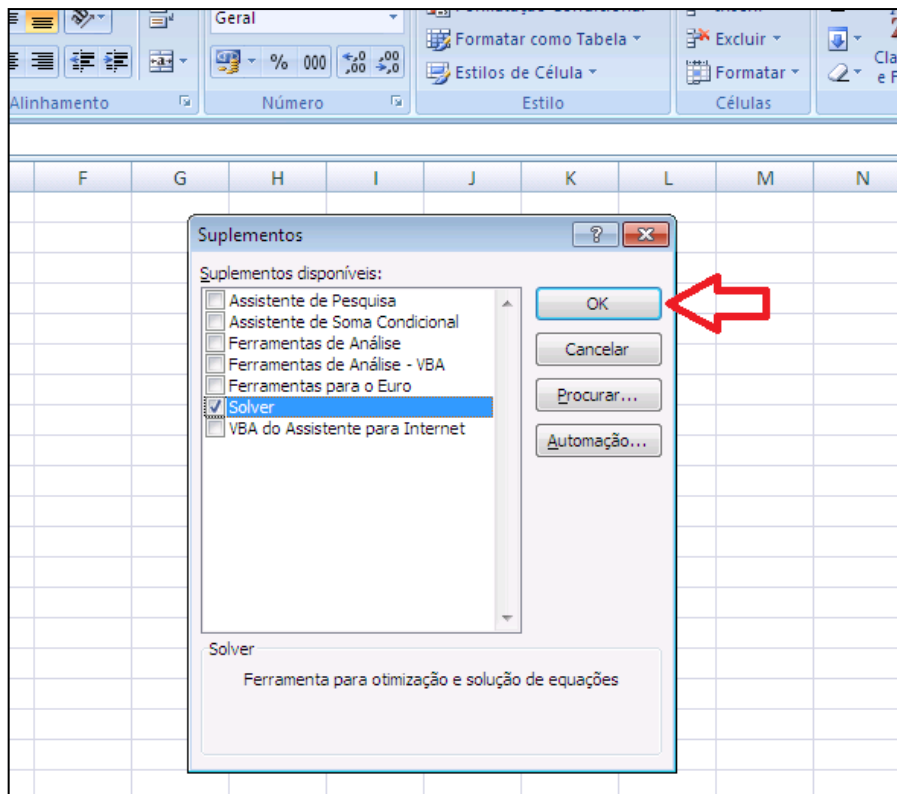 Geral
Formatar como Tabela
Excluir
% 000
Estilos de Célula
Formatar
Alinhamento
Número
Estilo
Células
F G H I J K L M N
Suplementos
Suplementos disponíveis:
Assistente de Pesquisa
Assistente de Soma Condicional
Ferramentas de Análise
Ferramentas de Análise - VBA
Ferramentas para o Euro
Solver
VBA do Assistente para Internet
OK
Cancelar
Procurar...
Automação...
Solver
Ferramenta para otimização e solução de equações